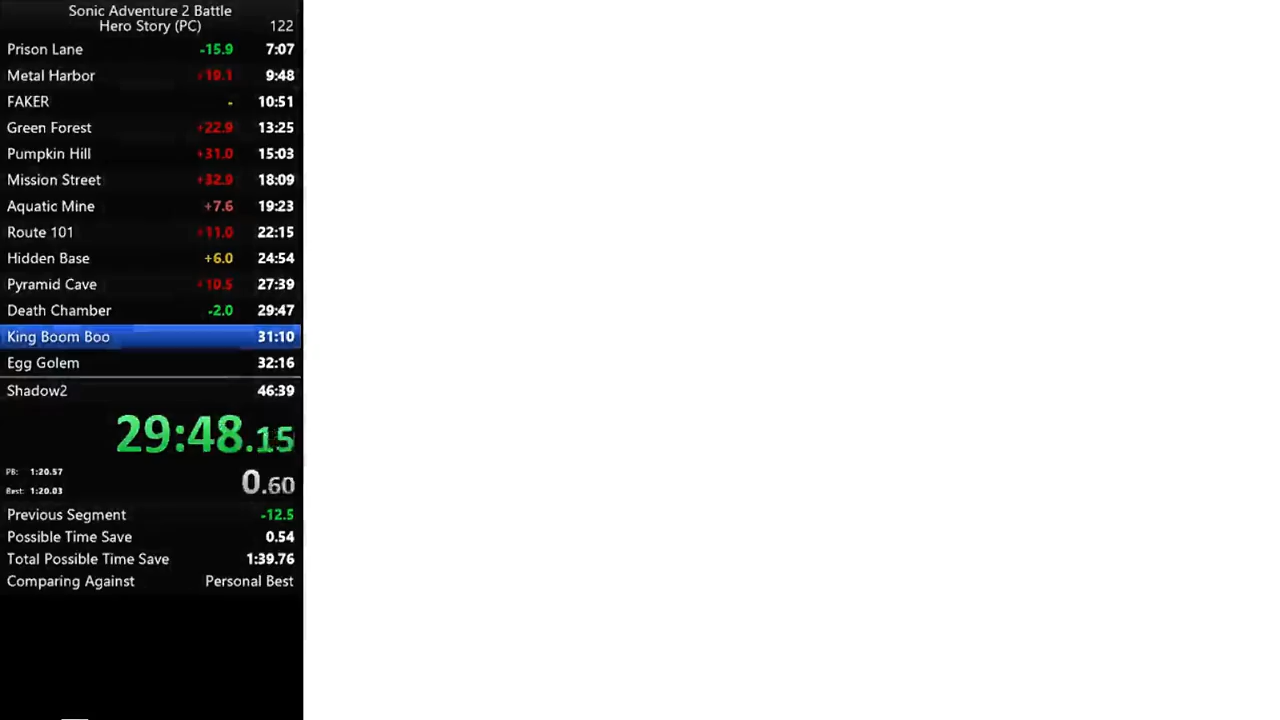 Sonic Adventure 2 Battle
Hero Story (PC) 122
Prison Lane -15.9 7:07
Metal Harbor +19.1 9:48
FAKER - 10:51
Green Forest +22.9 13:25
Pumpkin Hill +31.0 15:03
Mission Street +32.9 18:09
Aquatic Mine +7.6 19:23
Route 101 +11.0 22:15
Hidden Base +6.0 24:54
Pyramid Cave +10.5 27:39
Death Chamber -2.0 29:47
King Boom Boo 31:10
Egg Golem 32:16
Shadow2 46:39
29:48.15
PB: 1:20.57
Best: 1:20.03
0.60
Previous Segment -12.5
Possible Time Save 0.54
Total Possible Time Save 1:39.76
Comparing Against Personal Best